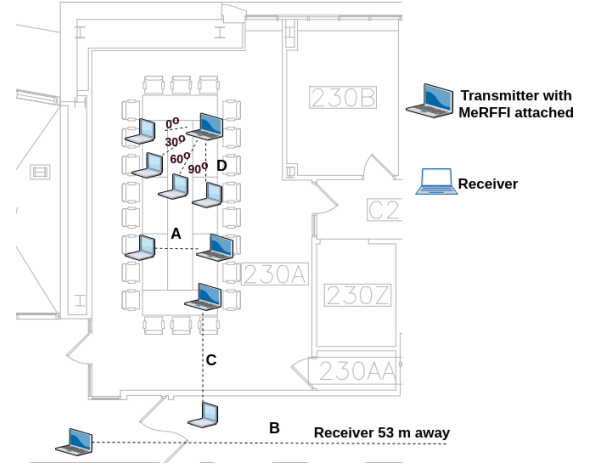 230B
Transmitter with
MeRFFI attached
0°
30°
60°
90°
D
Receiver
C2
A
230A
230Z
C
230AA
B
Receiver 53 m away